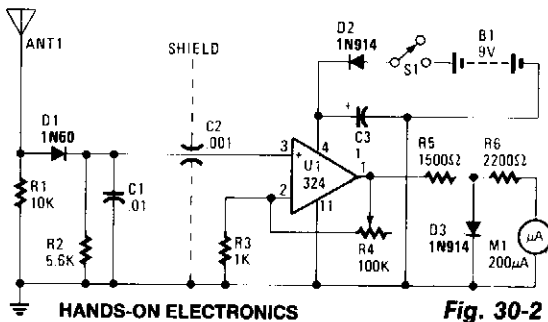 ANT1
SHIELD
D2
1N914
S1
B1
9V
D1
1N60
C2
.001
+
C3
3
+
4
U1
324
1
2
11
R5
1500Ω
R6
2200Ω
R1
10K
C1
.01
R2
5.6K
R3
1K
R4
100K
D3
1N914
µA
M1
200µA
HANDS-ON ELECTRONICS
Fig. 30-2